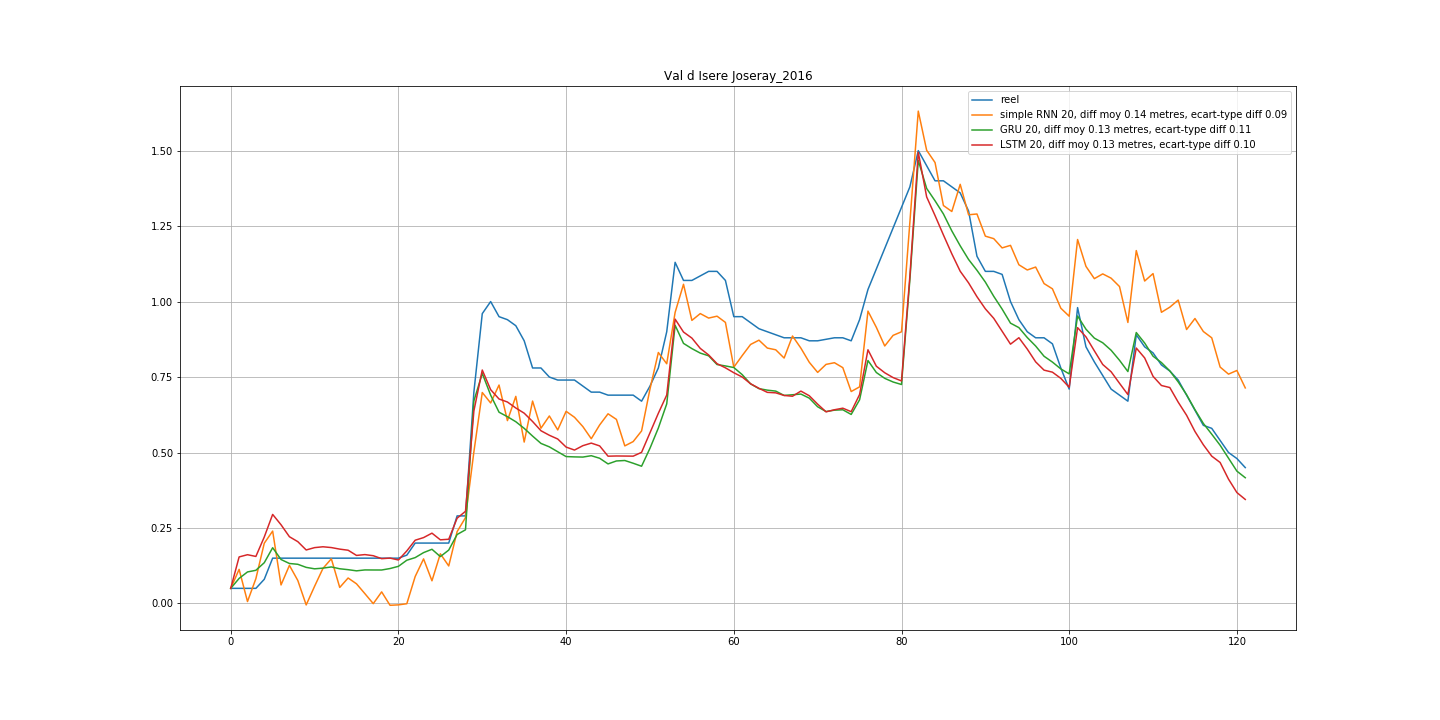 Val d Isere Joseray_2016
reel
simple RNN 20, diff moy 0.14 metres, ecart-type diff 0.09
GRU 20, diff moy 0.13 metres, ecart-type diff 0.11
LSTM 20, diff moy 0.13 metres, ecart-type diff 0.10
1.50
1.25
1.00
0.75
0.50
0.25
0.00
0 20 40 60 80 100 120